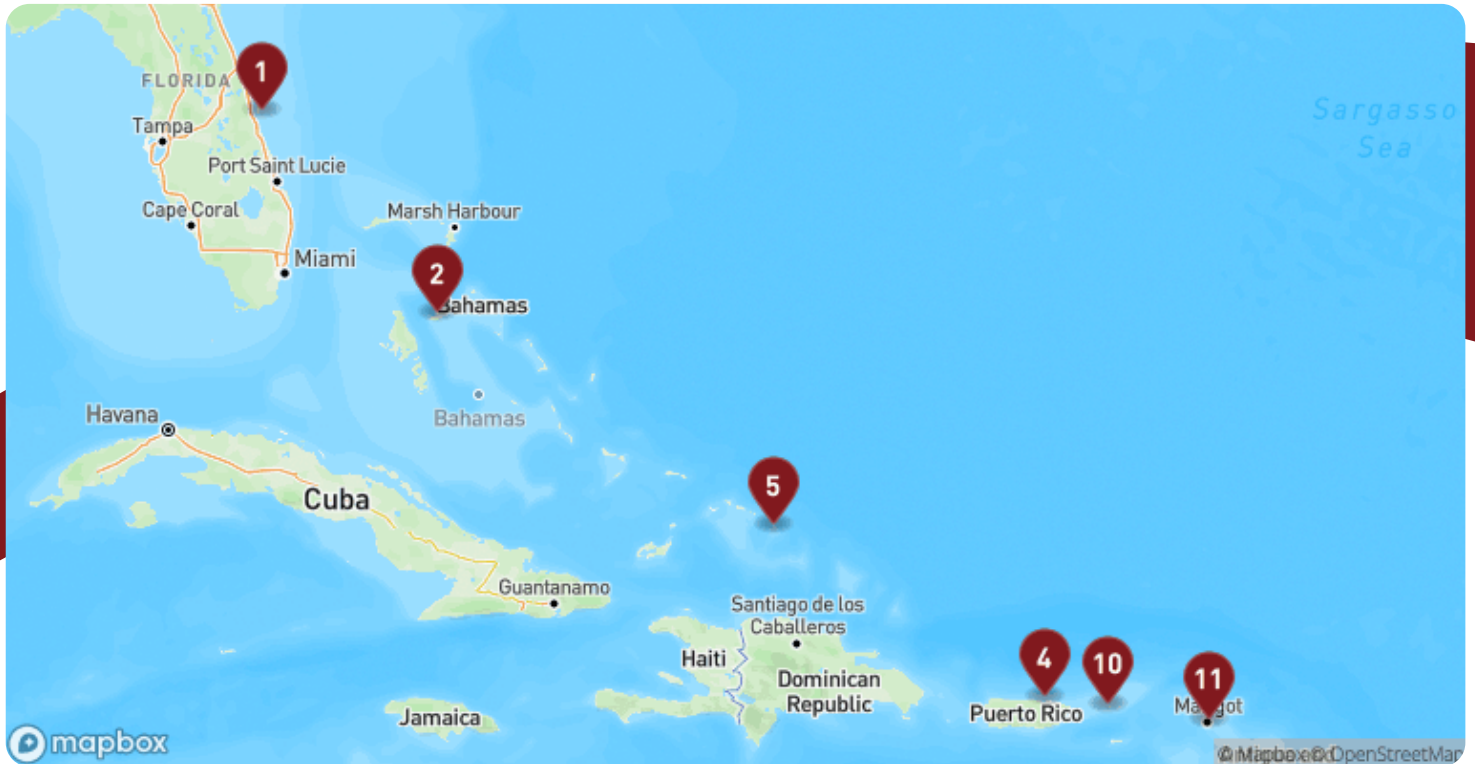 1
FLORIDA
Sargasso
Sea
Tampa
Port Saint Lucie
Cape Coral
Marsh Harbour
Miami
2
Bahamas
Havana
Bahamas
Cuba
5
Guantanamo
Santiago de los
Caballeros
Haiti
Dominican
Republic
4
10
11
Puerto Rico
Jamaica
mapbox
© OpenStreetMap